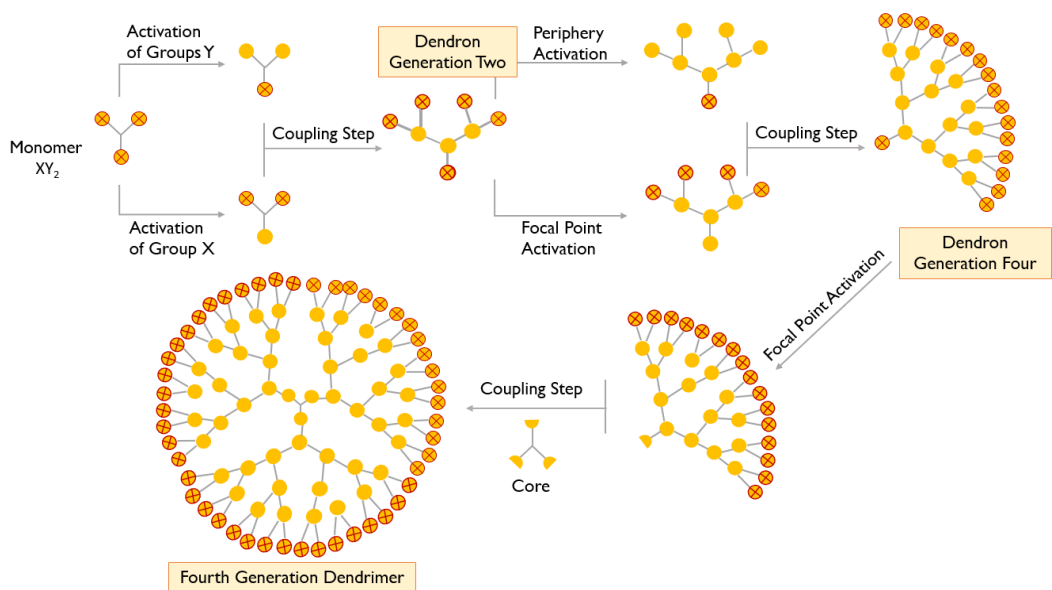 Activation
of Groups Y
Dendron
Generation Two
Periphery
Activation
Monomer
XY₂
Coupling Step
Coupling Step
Activation
of Group X
Focal Point
Activation
Dendron
Generation Four
Focal Point Activation
Coupling Step
Core
Fourth Generation Dendrimer